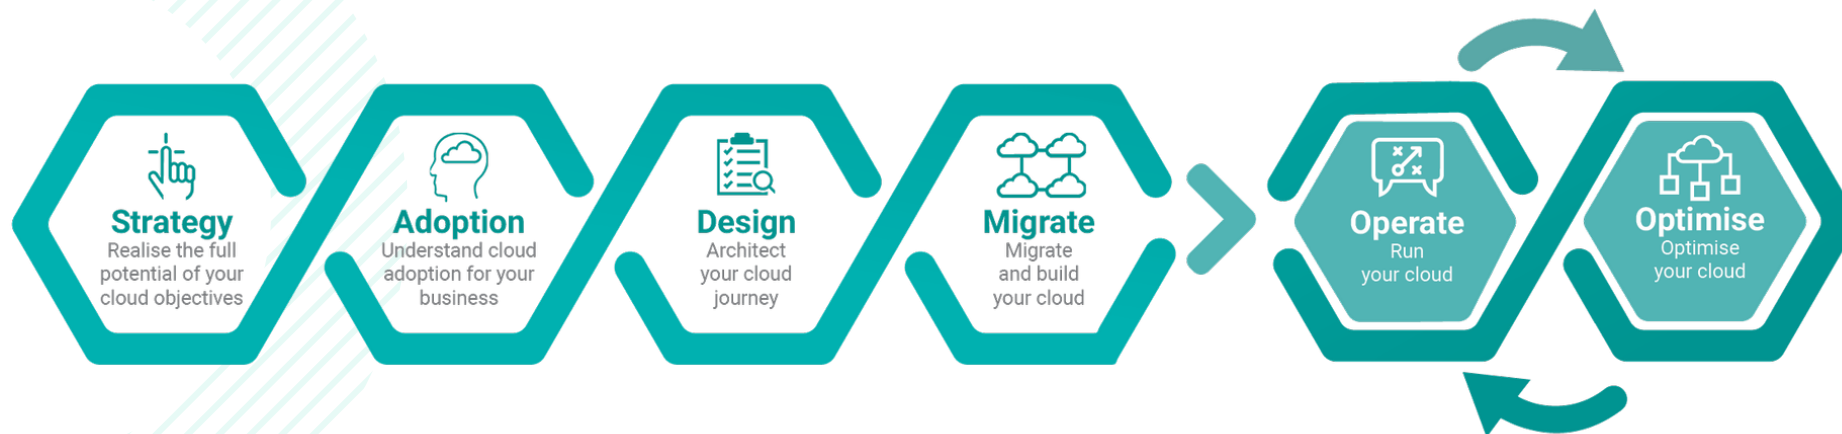 Strategy
Realise the full
potential of your
cloud objectives
Adoption
Understand cloud
adoption for your
business
Design
Architect
your cloud
journey
Migrate
Migrate
and build
your cloud
Operate
Run
your cloud
Optimise
Optimise
your cloud